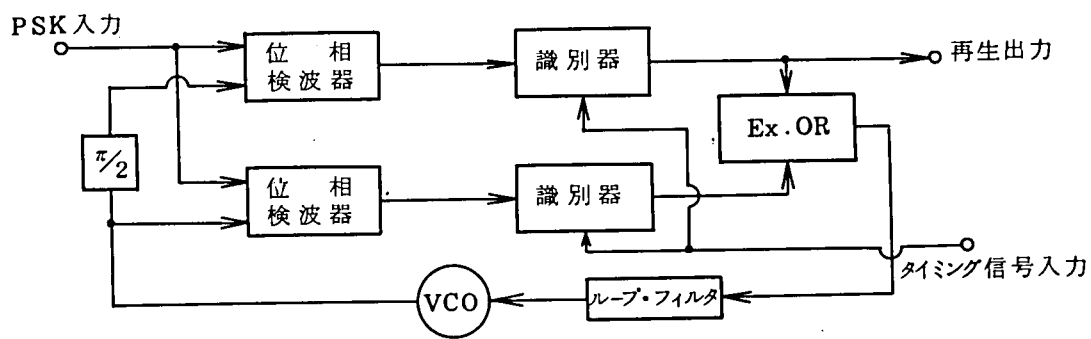 PSK入力
位相
検波器
識別器
再生出力
Ex.OR
π/2
位相
検波器
識別器
タイミング信号入力
VCO
ループ・フィルタ